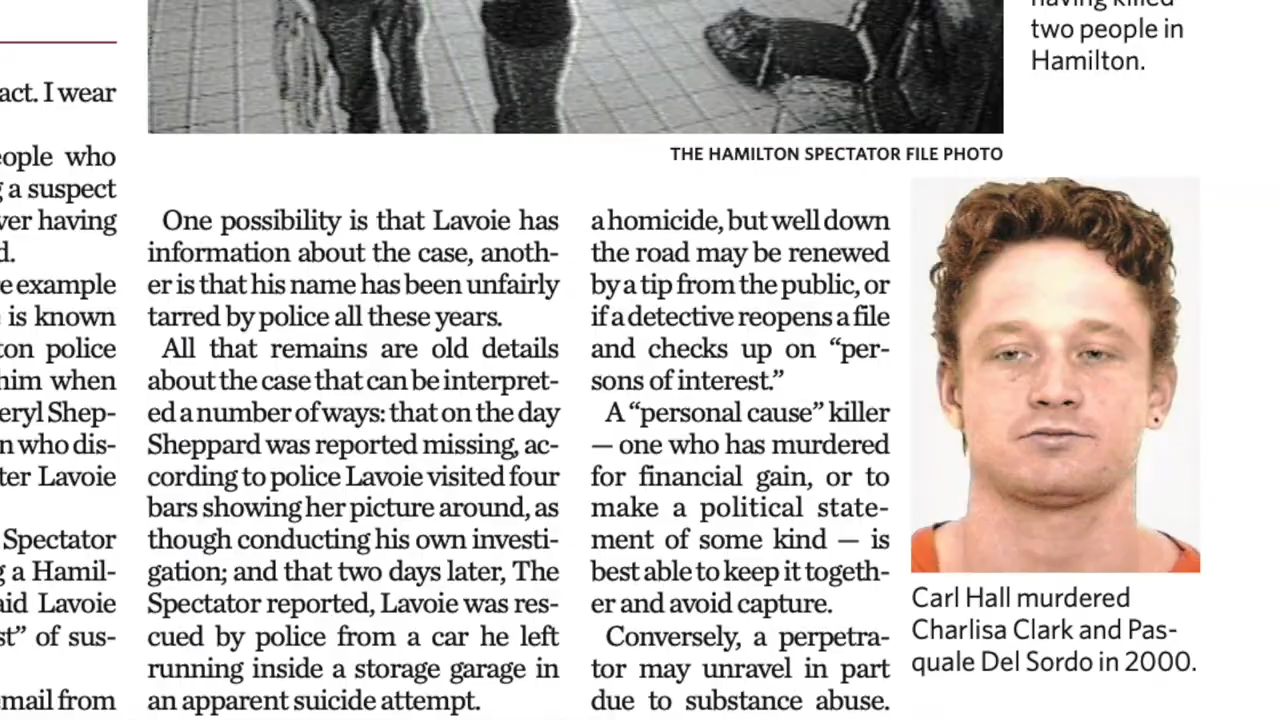 having killed
two people in
Hamilton.
THE HAMILTON SPECTATOR FILE PHOTO
act. I wear
eople who
g a suspect
ver having
d.
e example
is known
ton police
him when
eryl Shep-
n who dis-
ter Lavoie
Spectator
g a Hamil-
aid Lavoie
st” of sus-
email from
One possibility is that Lavoie has
information about the case, anoth-
er is that his name has been unfairly
tarred by police all these years.
All that remains are old details
about the case that can be interpret-
ed a number of ways: that on the day
Sheppard was reported missing, ac-
cording to police Lavoie visited four
bars showing her picture around, as
though conducting his own investi-
gation; and that two days later, The
Spectator reported, Lavoie was res-
cued by police from a car he left
running inside a storage garage in
an apparent suicide attempt.
a homicide, but well down
the road may be renewed
by a tip from the public, or
if a detective reopens a file
and checks up on “per-
sons of interest.”
A “personal cause” killer
— one who has murdered
for financial gain, or to
make a political state-
ment of some kind — is
best able to keep it togeth-
er and avoid capture.
Conversely, a perpetra-
tor may unravel in part
due to substance abuse.
Carl Hall murdered
Charlisa Clark and Pas-
quale Del Sordo in 2000.